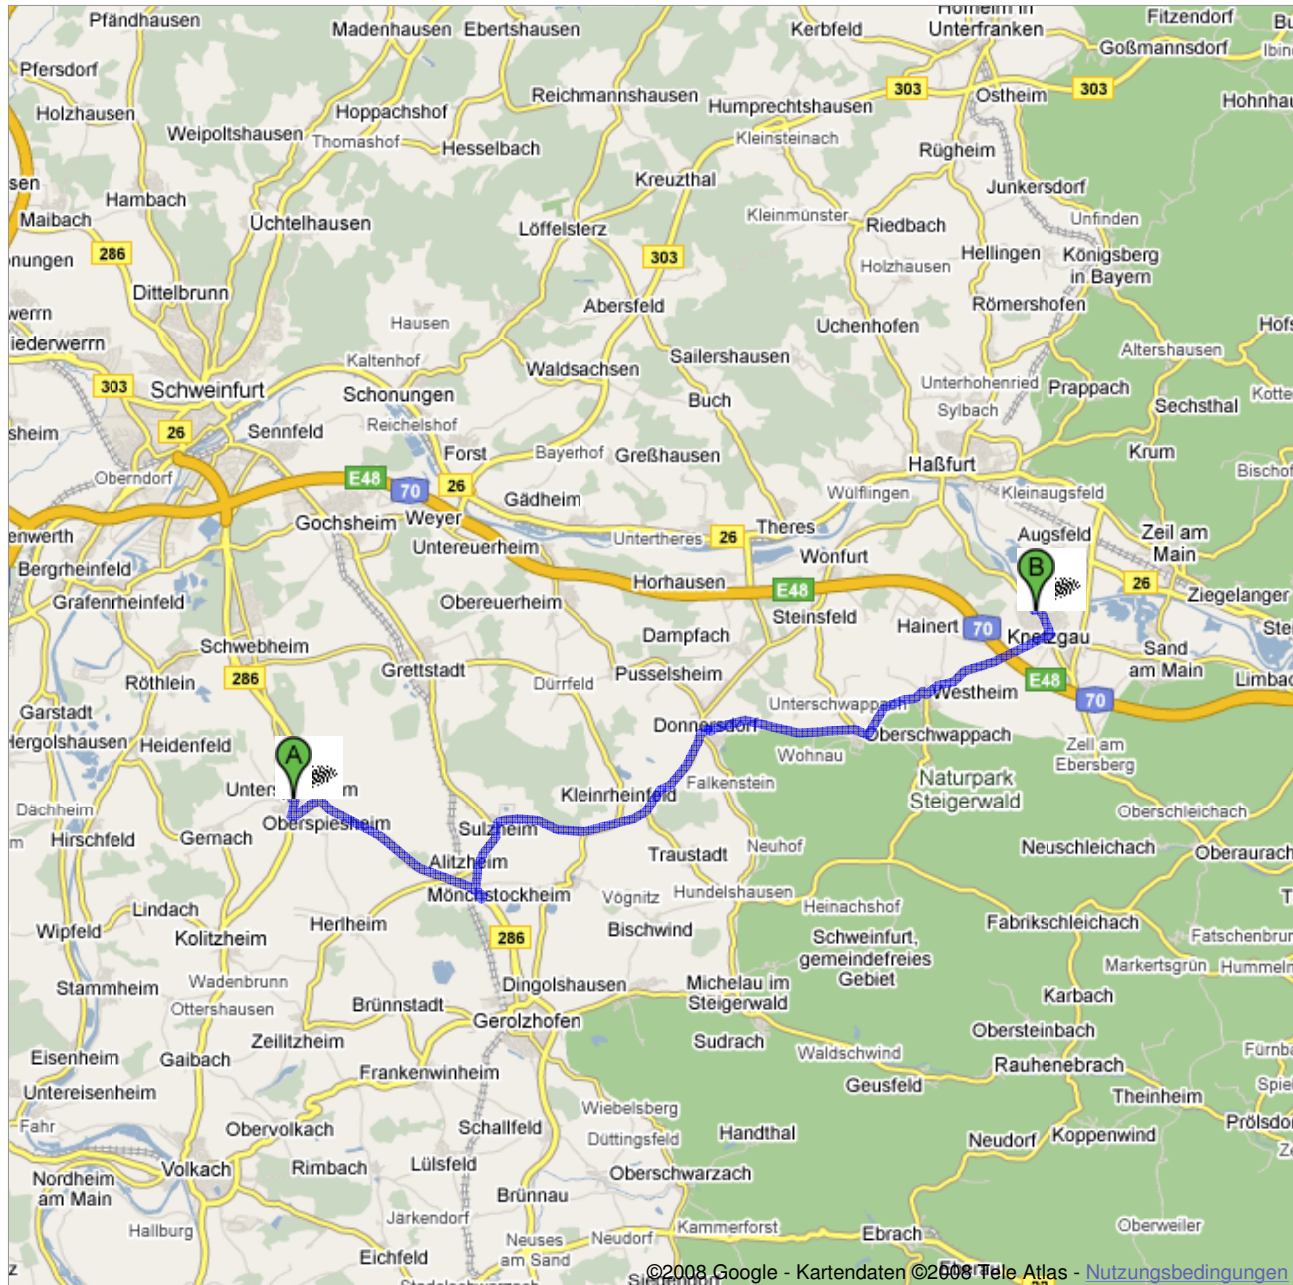 Pfändhausen
Madenhausen
Ebertshausen
Kerbfeld
Hofheim in
Unterfranken
Fitzendorf
Goßmannsdorf
Pfersdorf
Holzhausen
Hoppachshof
Reichmannshausen
Humprechtshausen
303
Ostheim
303
Weipoltshausen
Thomashof
Hesselbach
Kleinsteinach
Rügheim
Kreuzthal
Junkersdorf
Hambach
Maibach
Üchtelhausen
Löffelsterz
Kleinmünster
Riedbach
Unfinden
286
303
Holzhausen
Hellingen
Königsberg
in Bayern
Dittelbrunn
Abersfeld
Römershofen
Hausen
Uchenhofen
Kaltenhof
Waldsachsen
Sailershausen
Altershausen
303
Schweinfurt
Schonungen
Buch
Unterhohenried
Prappach
Sylbach
Sechsthal
26
Sennfeld
Reichelshof
Forst
Bayerhof
Greßhausen
Haßfurt
Krum
Oberndorf
E48
70
26
Gädheim
Wülflingen
Kleinaugsfeld
Gochsheim
Weyer
Untertheres
26
Theres
Augsfeld
Zeil am
Main
Untereuerheim
Wonfurt
Bergrheinfeld
Horhausen
E48
B
26
Ziegelanger
Grafenrheinfeld
Obereuerheim
Steinsfeld
Hainert
70
Knetzgau
Schwebheim
Dampfach
Sand
am Main
286
Grettstadt
Pusselsheim
E48
Röthlein
Dürrfeld
Westheim
70
Garstadt
Unterschwappach
Donnersdorf
Oberschwappach
Heidenfeld
A
Wohnau
Zell am
Ebersberg
Falkenstein
Naturpark
Steigerwald
Kleinrheinfeld
Dächheim
Oberspiesheim
Sulzheim
Oberschleichach
Hirschfeld
Gernach
Traustadt
Neuhof
Neuschleichach
Oberaurach
Alitzheim
Mönchstockheim
Vögnitz
Hundelshausen
Heinachshof
Lindach
Herlheim
Bischwind
Fabrikschleichach
Wipfeld
Kolitzheim
286
Schweinfurt,
gemeindefreies
Gebiet
Markertsgrün
Stammheim
Wadenbrunn
Dingolshausen
Michelau im
Steigerwald
Karbach
Ottershausen
Brünnstadt
Gerolzhofen
Obersteinbach
Zeilitzheim
Sudrach
Waldschwind
Rauhenebrach
Eisenheim
Gaibach
Frankenwinheim
Geusfeld
Untereisenheim
Theinheim
Wiebelsberg
Fahr
Obervolkach
Schallfeld
Düttingsfeld
Handthal
Neudorf
Koppenwind
Volkach
Rimbach
Lülsfeld
Oberschwarzach
Nordheim
am Main
Brünnau
Hallburg
Järkendorf
Kammerforst
Oberweiler
Neuses
am Sand
Neudorf
Ebrach
Eichfeld
©2008 Google - Kartendaten ©2008 Tele Atlas - Nutzungsbedingungen